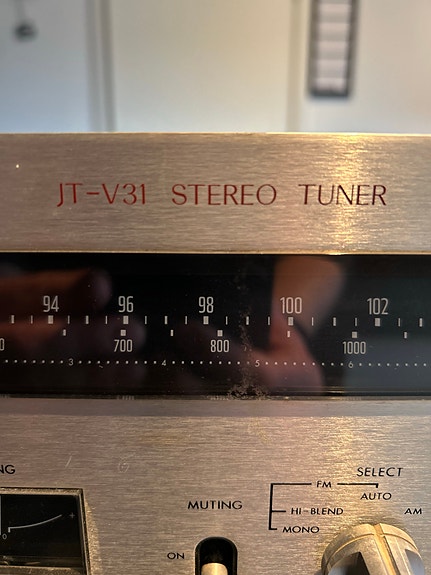 JT-V31 STEREO TUNER
94 96 98 100 102
700 800 1000
3 4 5 6
SELECT
FM
AUTO
MUTING
HI-BLEND
AM
MONO
ON
0